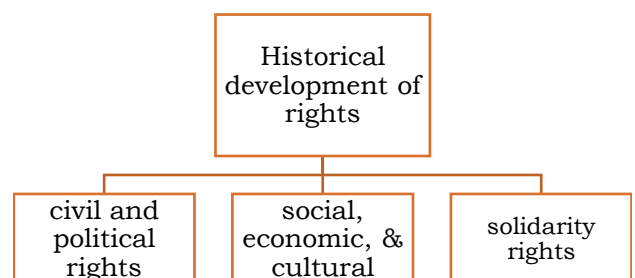 Historical
development of
rights
civil and
political
rights
social,
economic, &
cultural
solidarity
rights